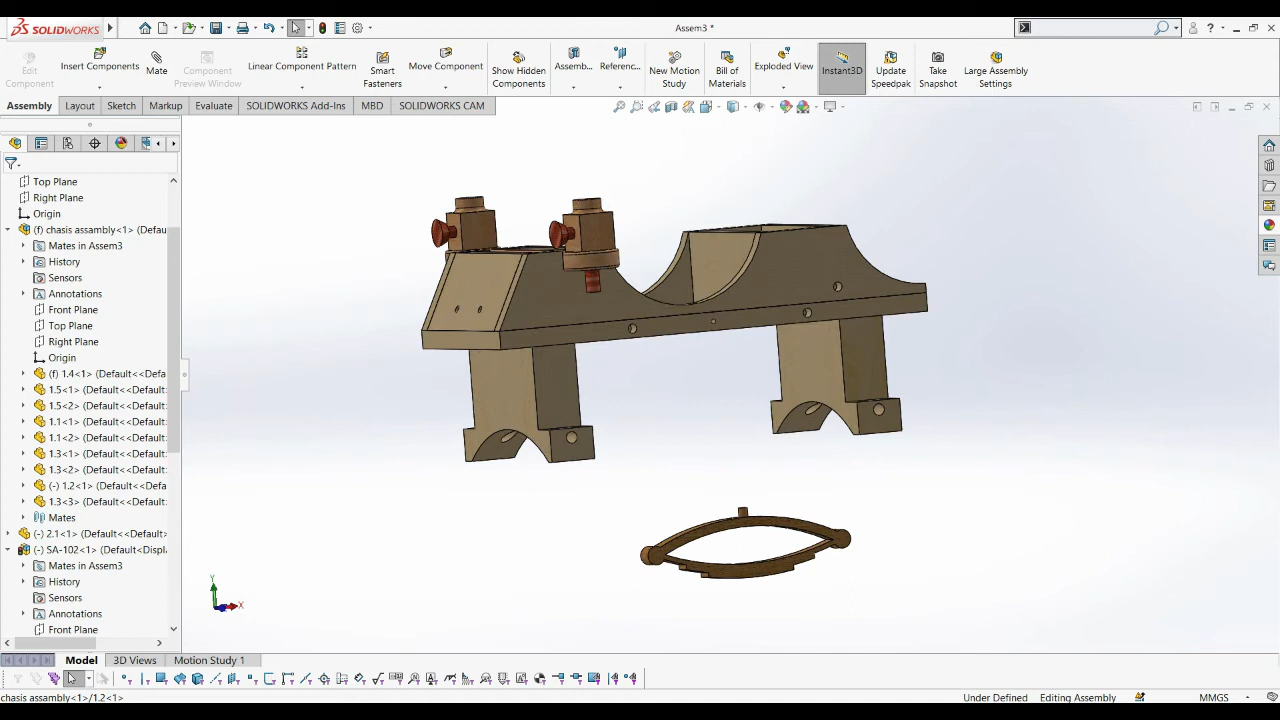 SOLIDWORKS
Assem3 *
Edit Component
Insert Components
Mate
Component Preview Window
Linear Component Pattern
Smart Fasteners
Move Component
Show Hidden Components
Assemb...
Referenc...
New Motion Study
Bill of Materials
Exploded View
Instant3D
Update Speedpak
Take Snapshot
Large Assembly Settings
Assembly Layout Sketch Markup Evaluate SOLIDWORKS Add-Ins MBD SOLIDWORKS CAM
Top Plane
Right Plane
Origin
(f) chasis assembly<1> (Defau
Mates in Assem3
History
Sensors
Annotations
Front Plane
Top Plane
Right Plane
Origin
(f) 1.4<1> (Default<<Defa
1.5<1> (Default<<Default
1.5<2> (Default<<Default
1.1<1> (Default<<Default
1.1<2> (Default<<Default
1.3<1> (Default<<Default
1.3<2> (Default<<Default
(-) 1.2<1> (Default<<Defa
1.3<3> (Default<<Default
Mates
(-) 2.1<1> (Default<<Default
(-) SA-102<1> (Default<Displ
Mates in Assem3
History
Sensors
Annotations
Front Plane
Y
X
Model 3D Views Motion Study 1
chasis assambly<1>/1.2<1>
Under Defined Editing Assembly MMGS